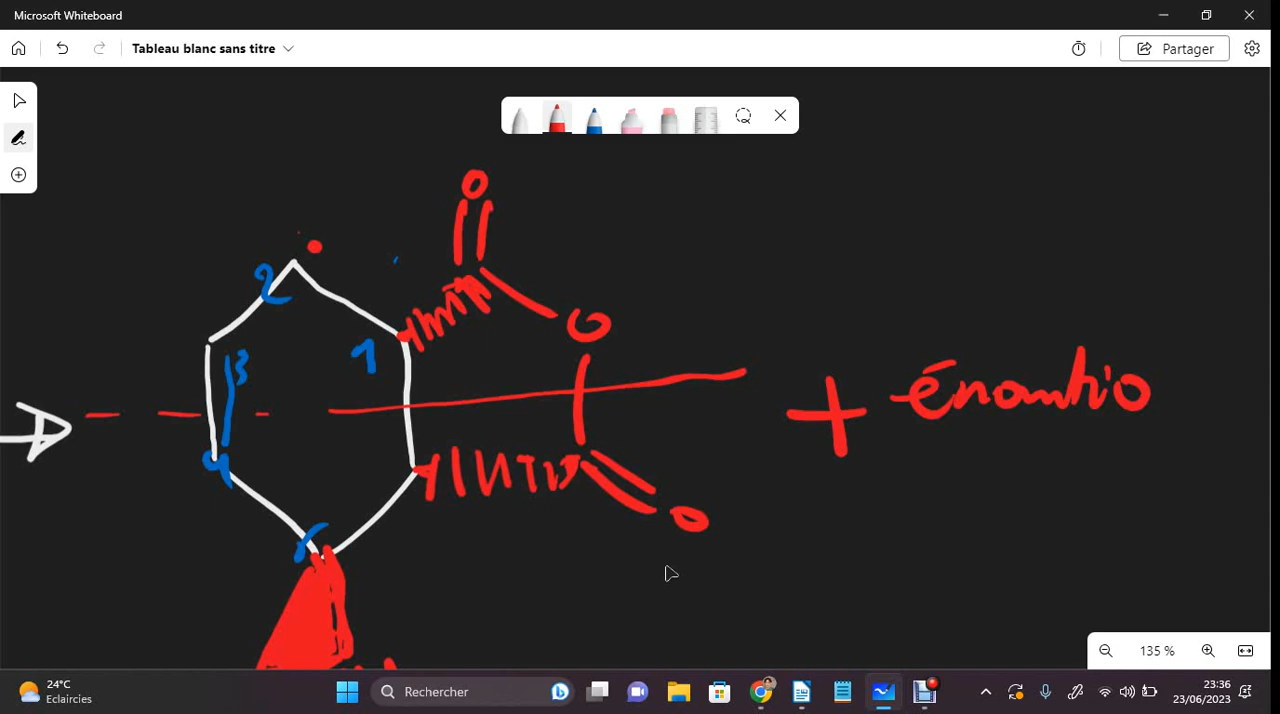 Microsoft Whiteboard
Tableau blanc sans titre
Partager
O
2
O
1
3
+ énantio
4
O
5
135 %
24°C
Eclaircies
Rechercher
23:36
23/06/2023